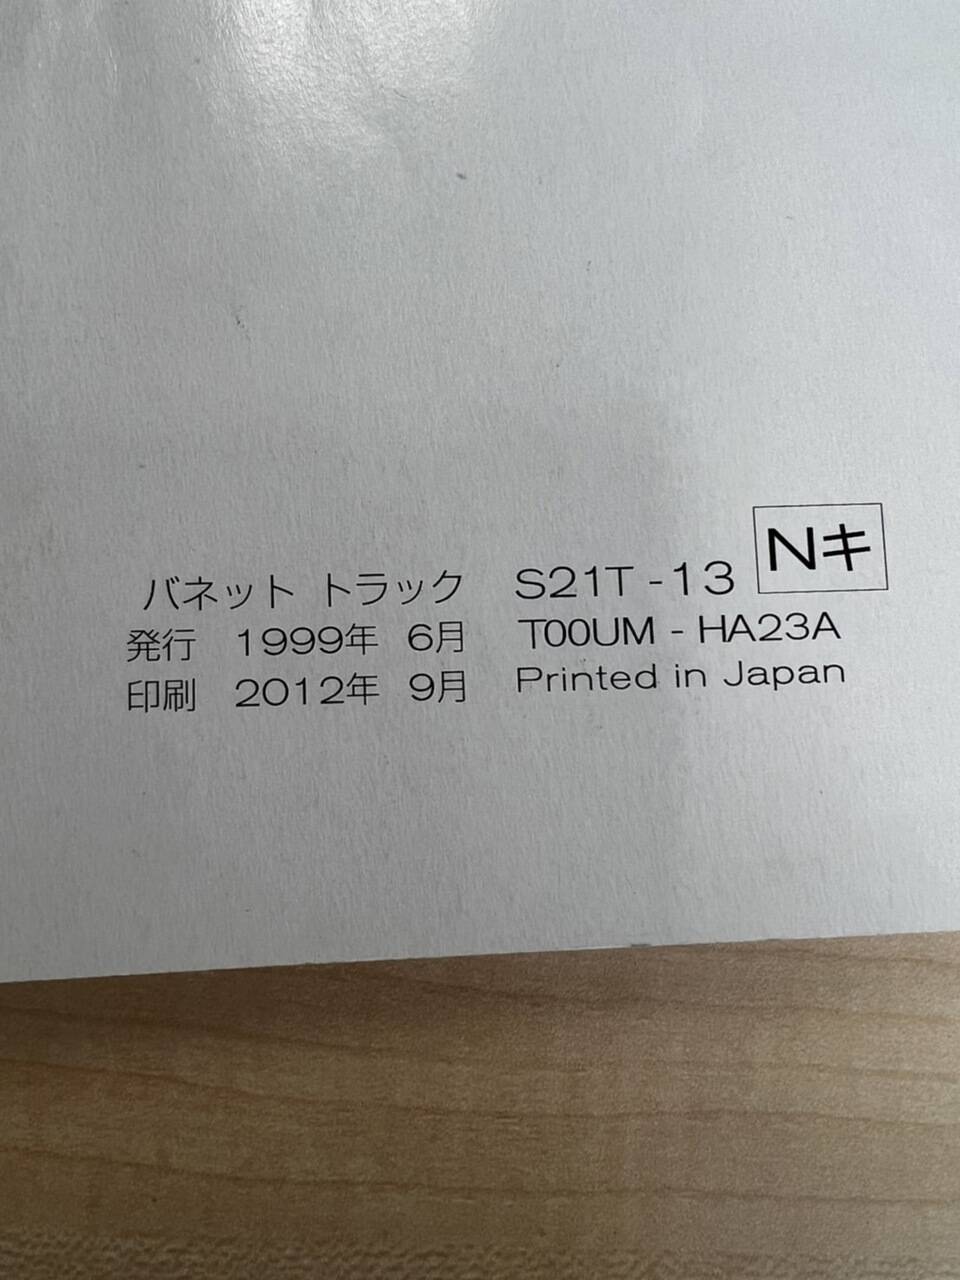 バネット トラック S21T-13 Nキ
発行 1999年 6月 T00UM-HA23A
印刷 2012年 9月 Printed in Japan